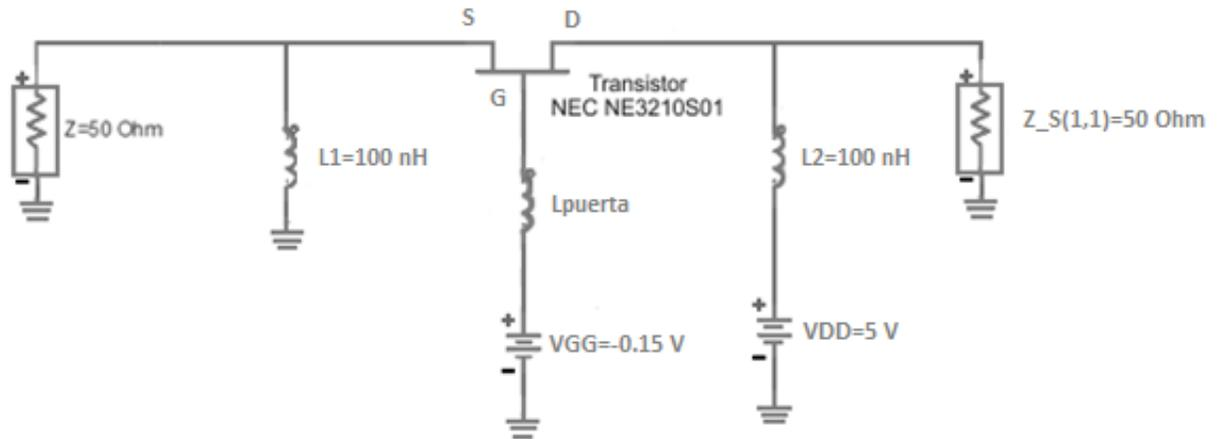 S
D
G
Transistor
NEC NE3210S01
+
Z=50 Ohm
-
L1=100 nH
Lpuerta
L2=100 nH
+
Z_S(1,1)=50 Ohm
-
+
VGG=-0.15 V
-
+
VDD=5 V
-